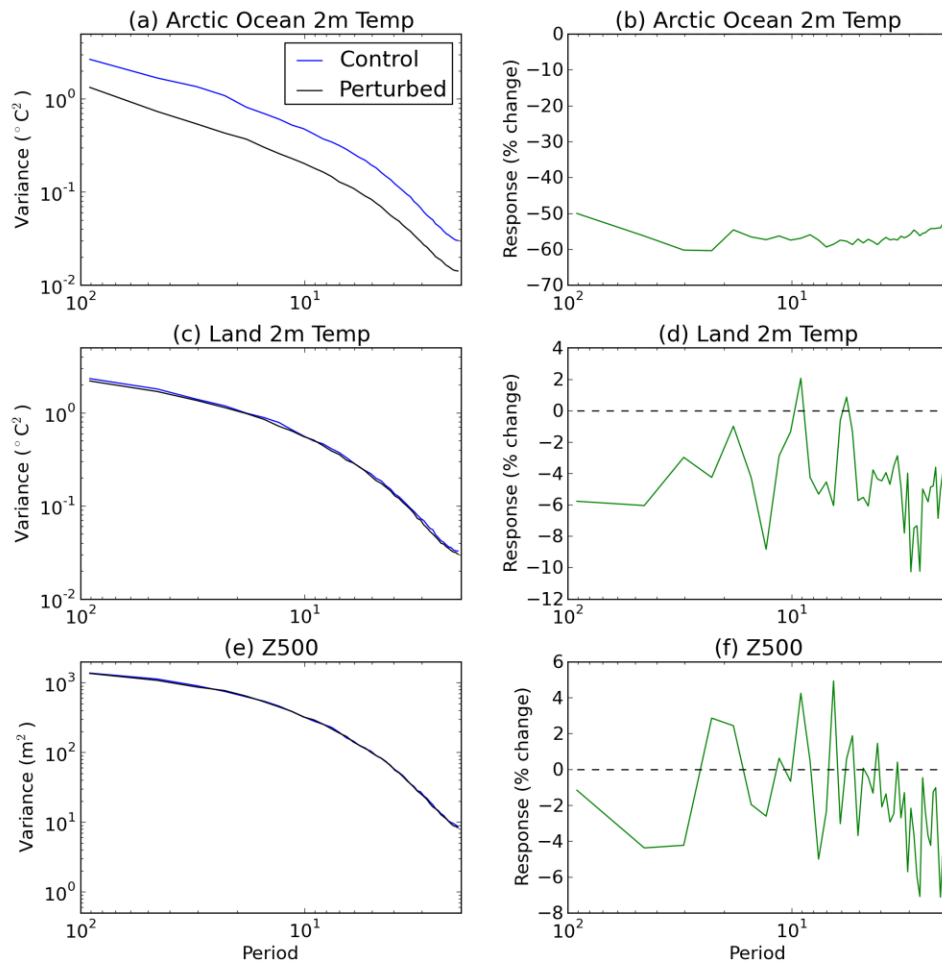 (a) Arctic Ocean 2m Temp
Variance (°C²)
10⁰
10⁻¹
10⁻²
10² 10¹
Control
Perturbed
(b) Arctic Ocean 2m Temp
Response (% change)
0
−10
−20
−30
−40
−50
−60
−70
10² 10¹
(c) Land 2m Temp
Variance (°C²)
10⁰
10⁻¹
10⁻²
10² 10¹
(d) Land 2m Temp
Response (% change)
4
2
0
−2
−4
−6
−8
−10
−12
10² 10¹
(e) Z500
Variance (m²)
10³
10²
10¹
10⁰
10² 10¹
Period
(f) Z500
Response (% change)
6
4
2
0
−2
−4
−6
−8
10² 10¹
Period